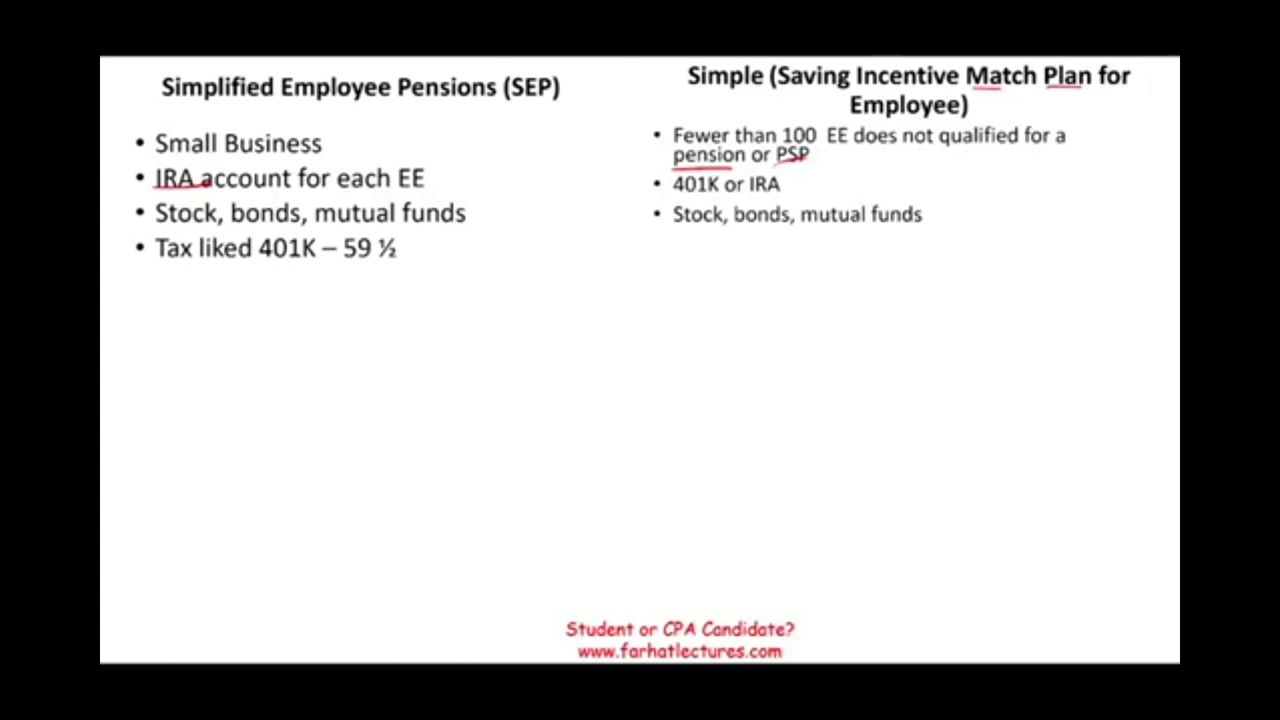 Simplified Employee Pensions (SEP)
• Small Business
• IRA account for each EE
• Stock, bonds, mutual funds
• Tax liked 401K – 59 ½
Simple (Saving Incentive Match Plan for
Employee)
• Fewer than 100 EE does not qualified for a
pension or PSP
• 401K or IRA
• Stock, bonds, mutual funds
Student or CPA Candidate?
www.farhatlectures.com